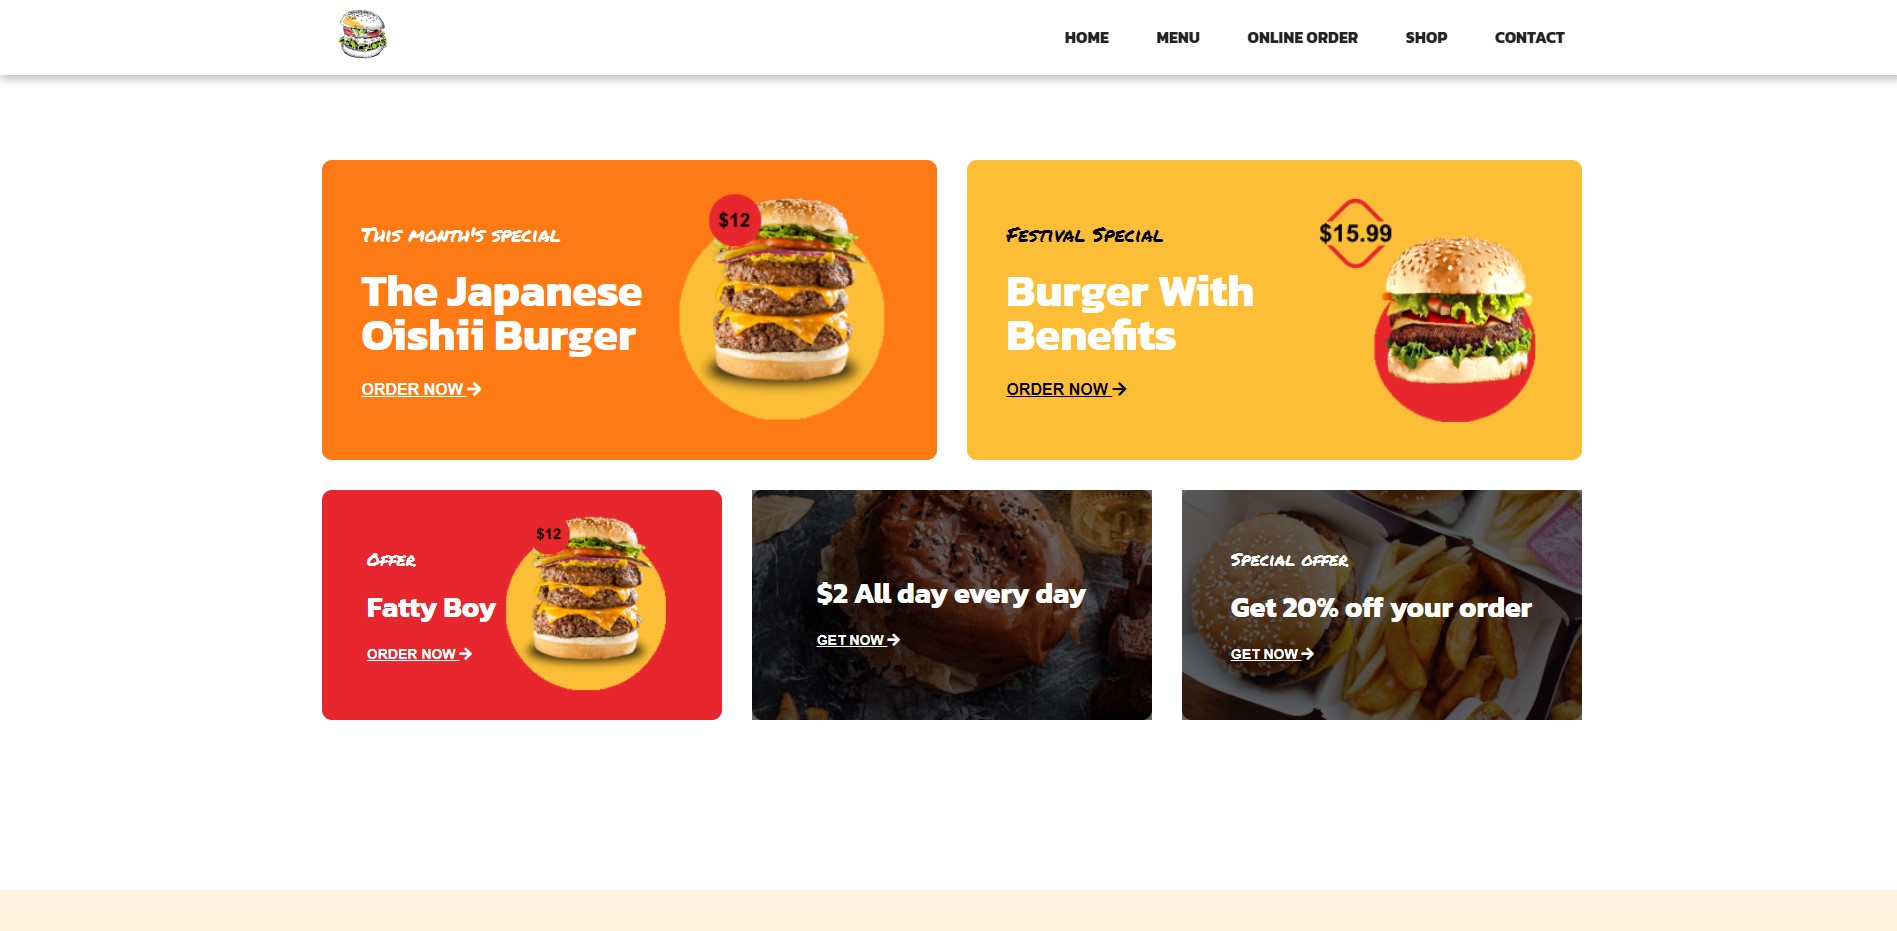 HOME MENU ONLINE ORDER SHOP CONTACT
This month's special
The Japanese
Oishii Burger
ORDER NOW
$12
Festival Special
Burger With
Benefits
ORDER NOW
$15.99
Offer
Fatty Boy
ORDER NOW
$12
$2 All day every day
GET NOW
Special offer
Get 20% off your order
GET NOW